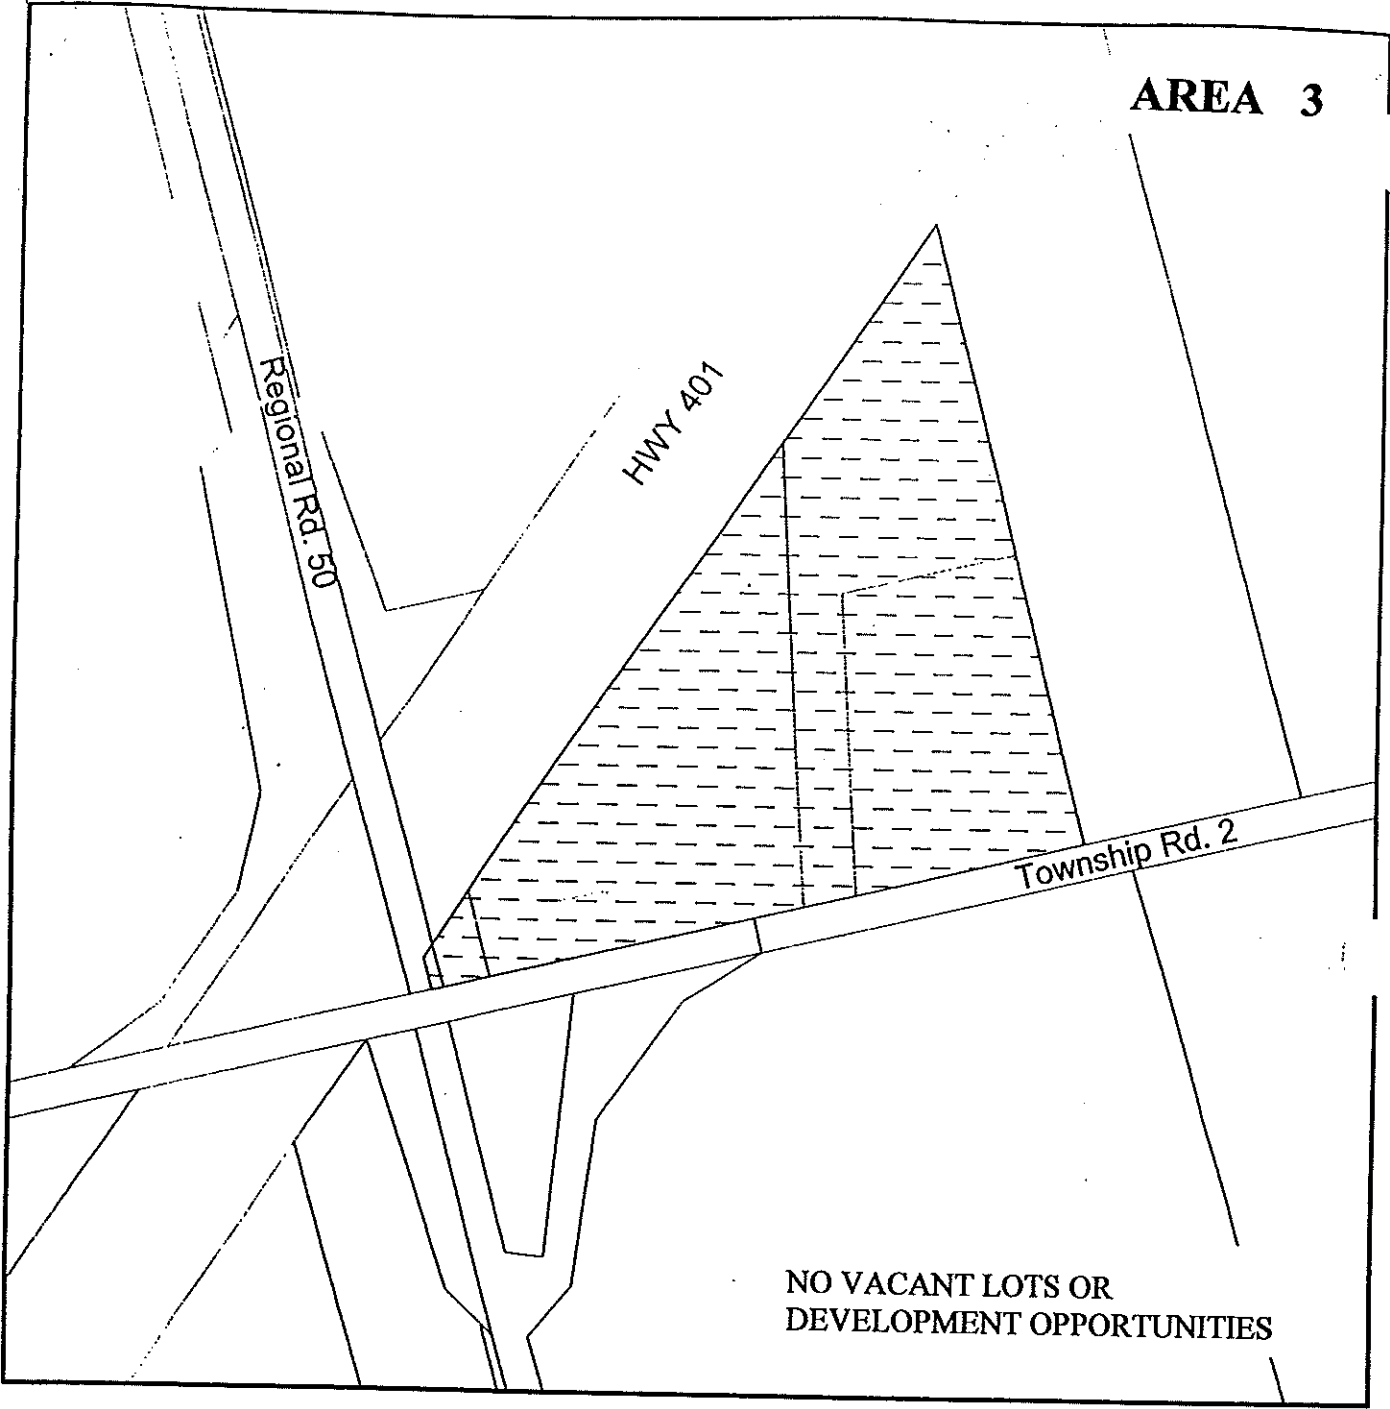 AREA 3
HWY 401
Regional Rd. 50
Township Rd. 2
NO VACANT LOTS OR
DEVELOPMENT OPPORTUNITIES